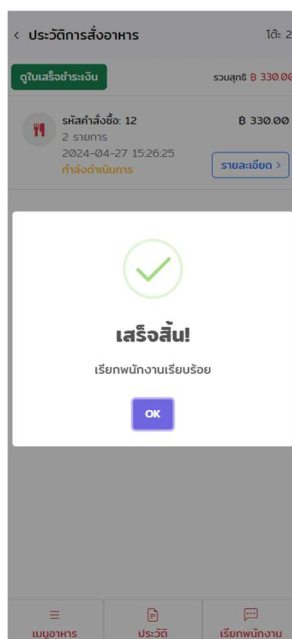 < ประวัติการสั่งอาหาร โต๊ะ 2
ดูใบเสร็จชำระเงิน รวมสุทธิ ฿ 330.00
รหัสคำสั่งซื้อ: 12 ฿ 330.00
2 รายการ
2024-04-27 15:26:25
กำลังดำเนินการ รายละเอียด >
เสร็จสิ้น!
เรียกพนักงานเรียบร้อย
OK
เมนูอาหาร ประวัติ เรียกพนักงาน